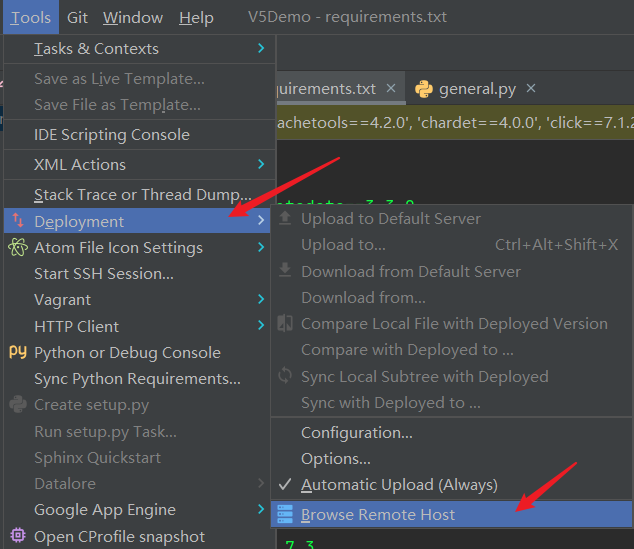 Tools Git Window Help V5Demo - requirements.txt
Tasks & Contexts
Save as Live Template...
Save File as Template...
IDE Scripting Console
XML Actions
Stack Trace or Thread Dump...
Deployment
Atom File Icon Settings
Start SSH Session...
Vagrant
HTTP Client
py Python or Debug Console
Sync Python Requirements...
Create setup.py
Run setup.py Task...
Sphinx Quickstart
Datalore
Google App Engine
Open CProfile snapshot
quirements.txt × general.py ×
achetools==4.2.0', 'chardet==4.0.0', 'click==7.1.2
Upload to Default Server
Upload to... Ctrl+Alt+Shift+X
Download from Default Server
Download from...
Compare Local File with Deployed Version
Compare with Deployed to ...
Sync Local Subtree with Deployed
Sync with Deployed to ...
Configuration...
Options...
Automatic Upload (Always)
Browse Remote Host
7.3